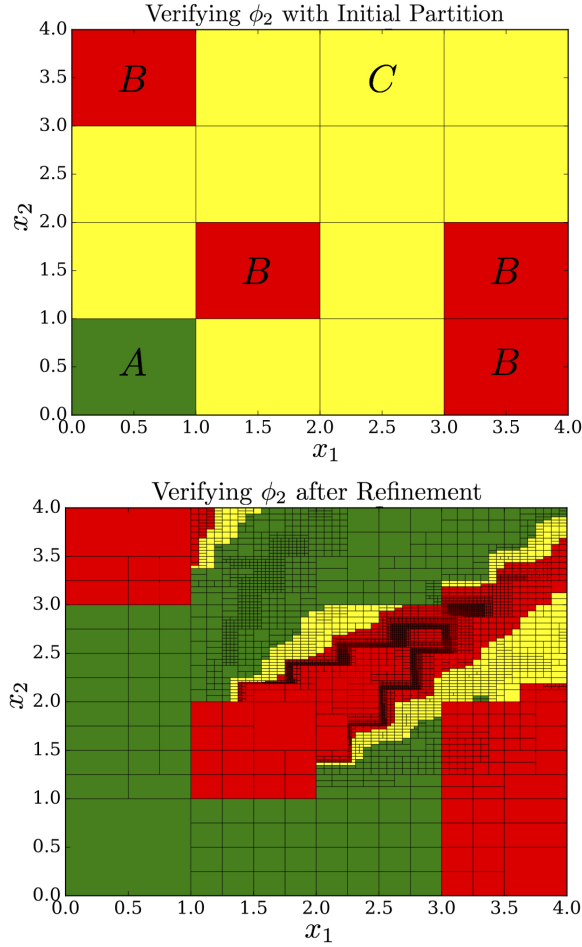 Verifying ϕ₂ with Initial Partition
4.0
B
C
3.5
3.0
2.5
x₂
2.0
B
B
1.5
1.0
A
B
0.5
0.0
0.0 0.5 1.0 1.5 2.0 2.5 3.0 3.5 4.0
x₁
Verifying ϕ₂ after Refinement
4.0
3.5
3.0
2.5
x₂
2.0
1.5
1.0
0.5
0.0
0.0 0.5 1.0 1.5 2.0 2.5 3.0 3.5 4.0
x₁